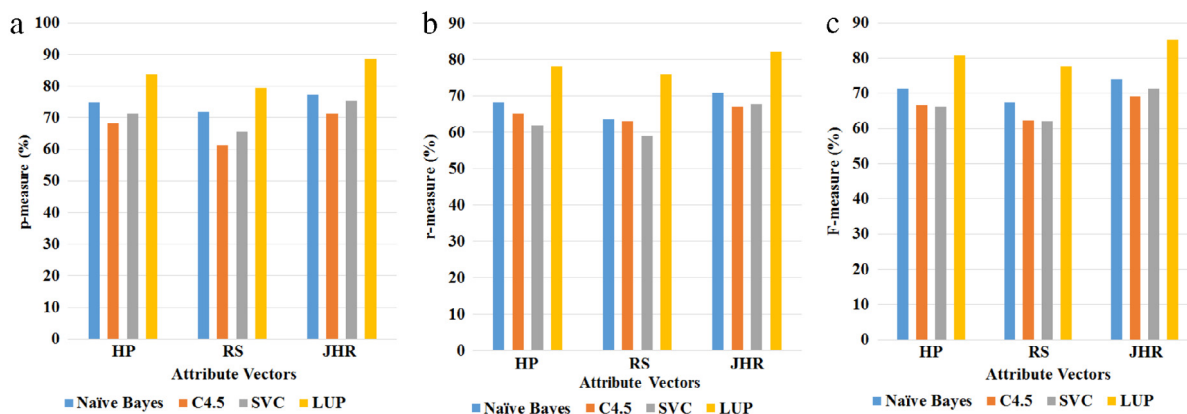 a
100
90
80
70
60
50
40
30
20
10
0
p-measure (%)
HP RS JHR
Attribute Vectors
Naïve Bayes C4.5 SVC LUP
b
90
80
70
60
50
40
30
20
10
0
r-measure (%)
HP RS JHR
Attribute Vectors
Naïve Bayes C4.5 SVC LUP
c
90
80
70
60
50
40
30
20
10
0
F-measure (%)
HP RS JHR
Attribute Vectors
Naïve Bayes C4.5 SVC LUP